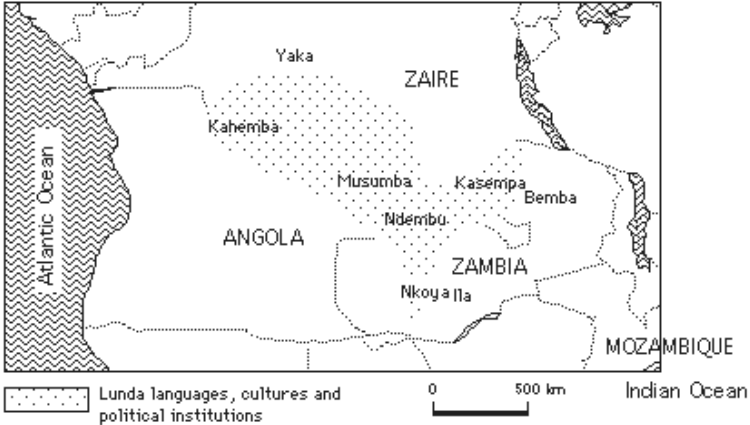 Yaka
ZAIRE
Kahemba
Atlantic Ocean
Musumba
Kasempa
Bemba
Ndembu
ANGOLA
ZAMBIA
Nkoya Ila
MOZAMBIQUE
Lunda languages, cultures and
political institutions
0 500 km
Indian Ocean